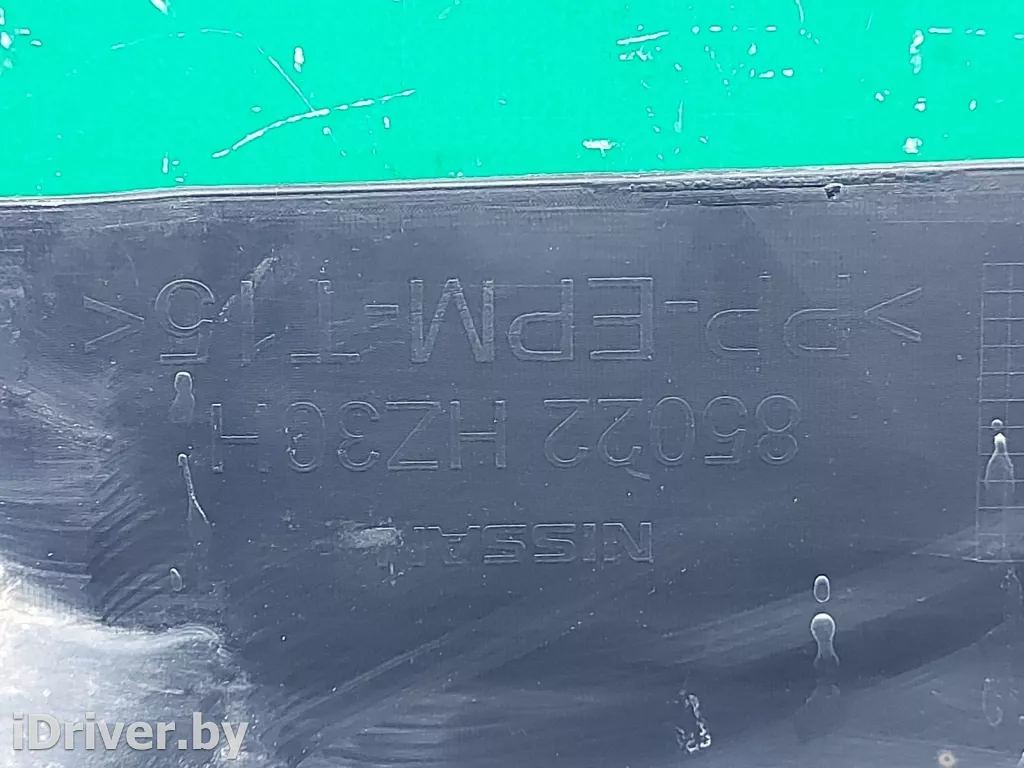 NISSAN
85022 HZ30H
>PP-EPM-T15<
iDriver.by